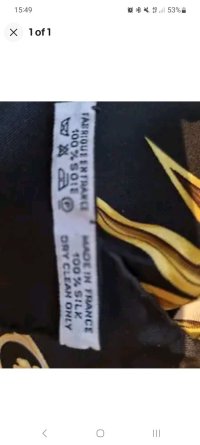 15:49
53%
1 of 1
FABRIQUE EN FRANCE
100% SOIE
MADE IN FRANCE
100% SILK
DRY CLEAN ONLY